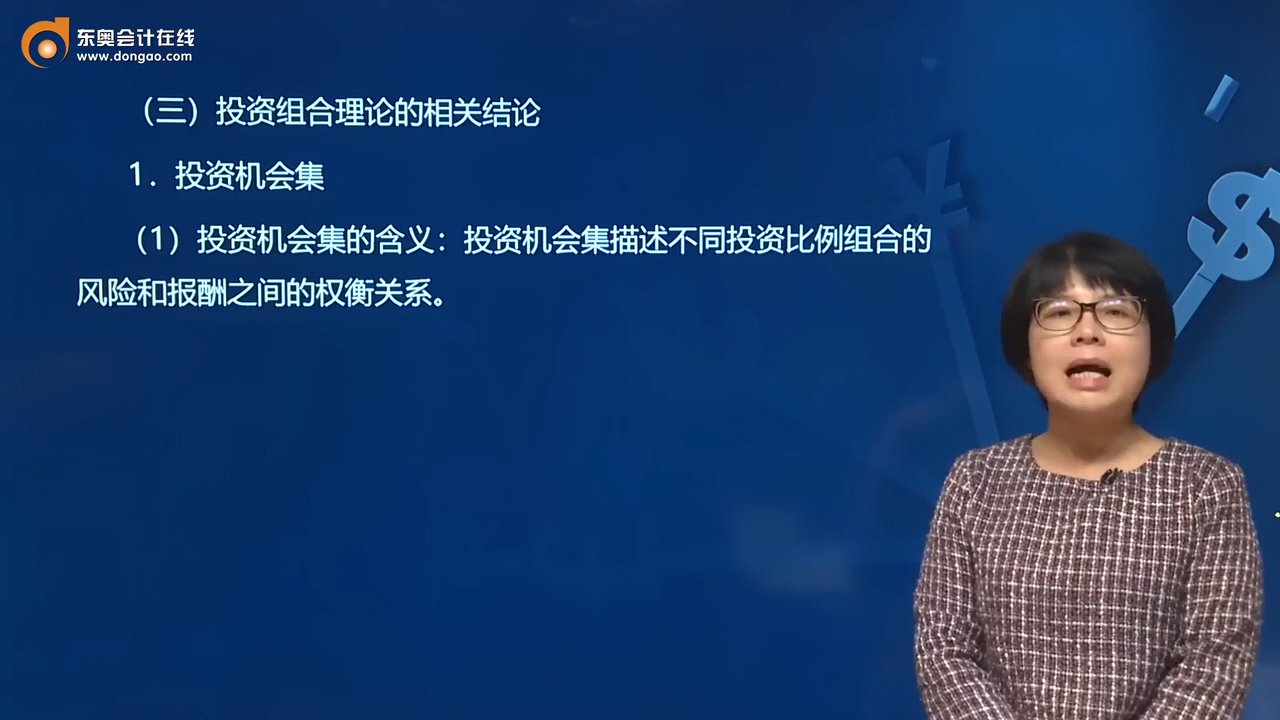 东奥会计在线
www.dongao.com
（三）投资组合理论的相关结论
1．投资机会集
（1）投资机会集的含义：投资机会集描述不同投资比例组合的
风险和报酬之间的权衡关系。